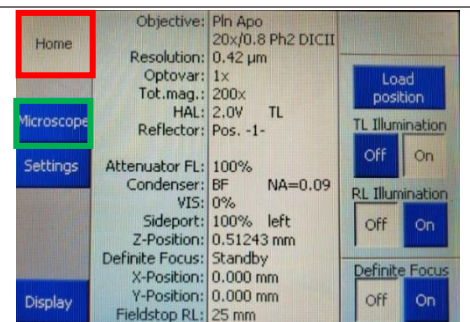 Home
Microscope
Settings
Display
Objective: Pln Apo
20x/0.8 Ph2 DICII
Resolution: 0.42 µm
Optovar: 1x
Tot.mag.: 200x
HAL: 2.0V TL
Reflector: Pos. -1-
Attenuator FL: 100%
Condenser: BF NA=0.09
VIS: 0%
Sideport: 100% left
Z-Position: 0.51243 mm
Definite Focus: Standby
X-Position: 0.000 mm
Y-Position: 0.000 mm
Fieldstop RL: 25 mm
Load
position
TL Illumination
Off On
RL Illumination
Off On
Definite Focus
Off On